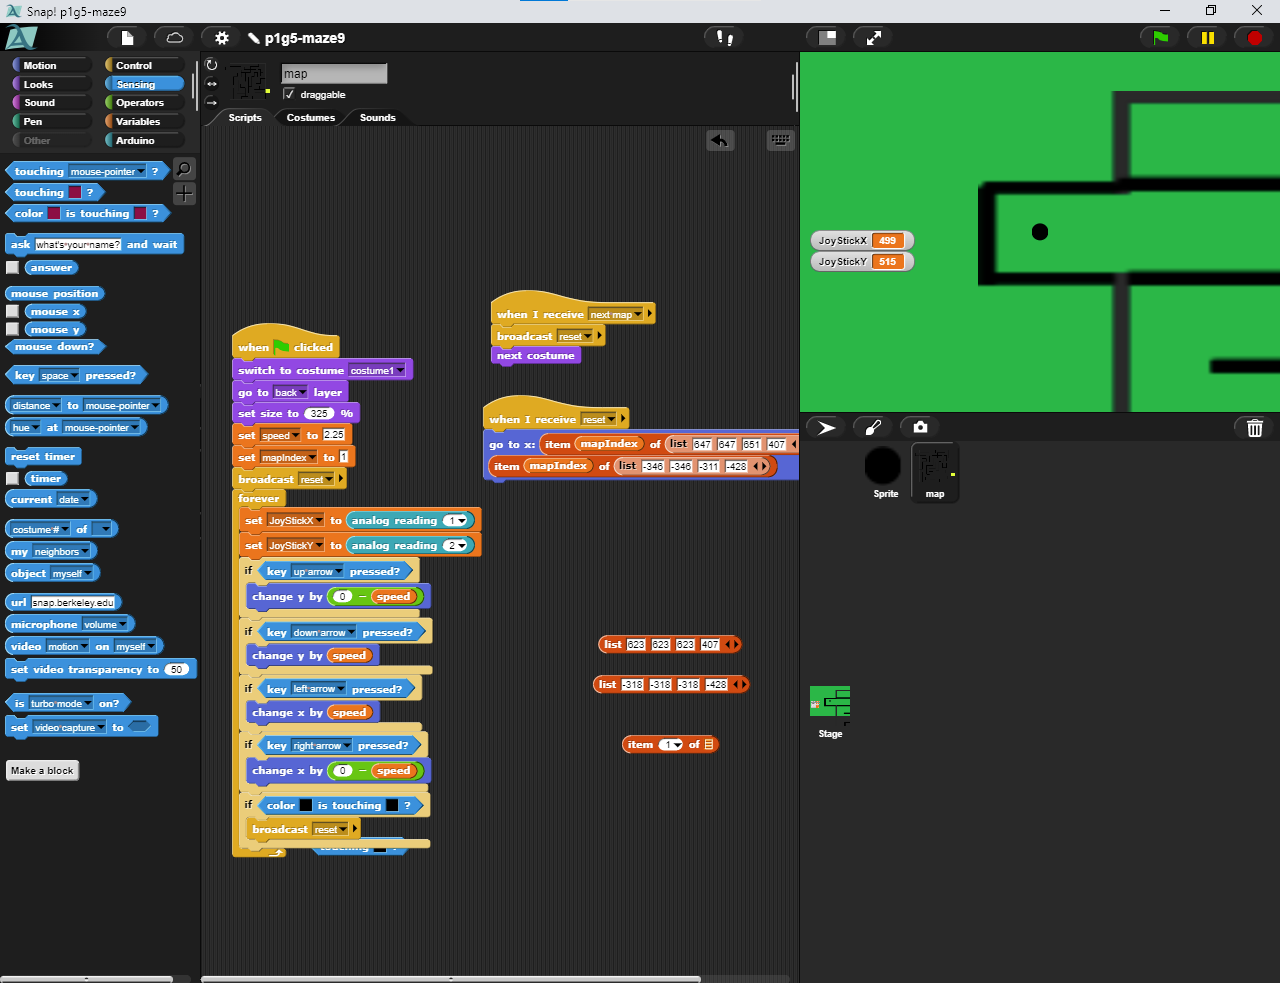 Snap! p1g5-maze9
p1g5-maze9
Motion
Control
Looks
Sensing
Sound
Operators
Pen
Variables
Other
Arduino
touching mouse-pointer ?
touching ?
color is touching ?
ask what's your name? and wait
answer
mouse position
mouse x
mouse y
mouse down?
key space pressed?
distance to mouse-pointer
hue at mouse-pointer
reset timer
timer
current date
costume # of
my neighbors
object myself
url snap.berkeley.edu
microphone volume
video motion on myself
set video transparency to 50
is turbo mode on?
set video capture to
Make a block
map
draggable
Scripts
Costumes
Sounds
when clicked
switch to costume costume1
go to back layer
set size to 325 %
set speed to 2.25
set mapIndex to 1
broadcast reset
forever
set JoyStickX to analog reading 1
set JoyStickY to analog reading 2
if key up arrow pressed?
change y by 0 - speed
if key down arrow pressed?
change y by speed
if key left arrow pressed?
change x by speed
if key right arrow pressed?
change x by 0 - speed
if color is touching ?
broadcast reset
when I receive next map
broadcast reset
next costume
when I receive reset
go to x: item mapIndex of list 647 647 651 407
item mapIndex of list -346 -346 -311 -428
list 623 623 623 407
list -318 -318 -318 -428
item 1 of
JoyStickX 499
JoyStickY 515
Sprite
map
Stage